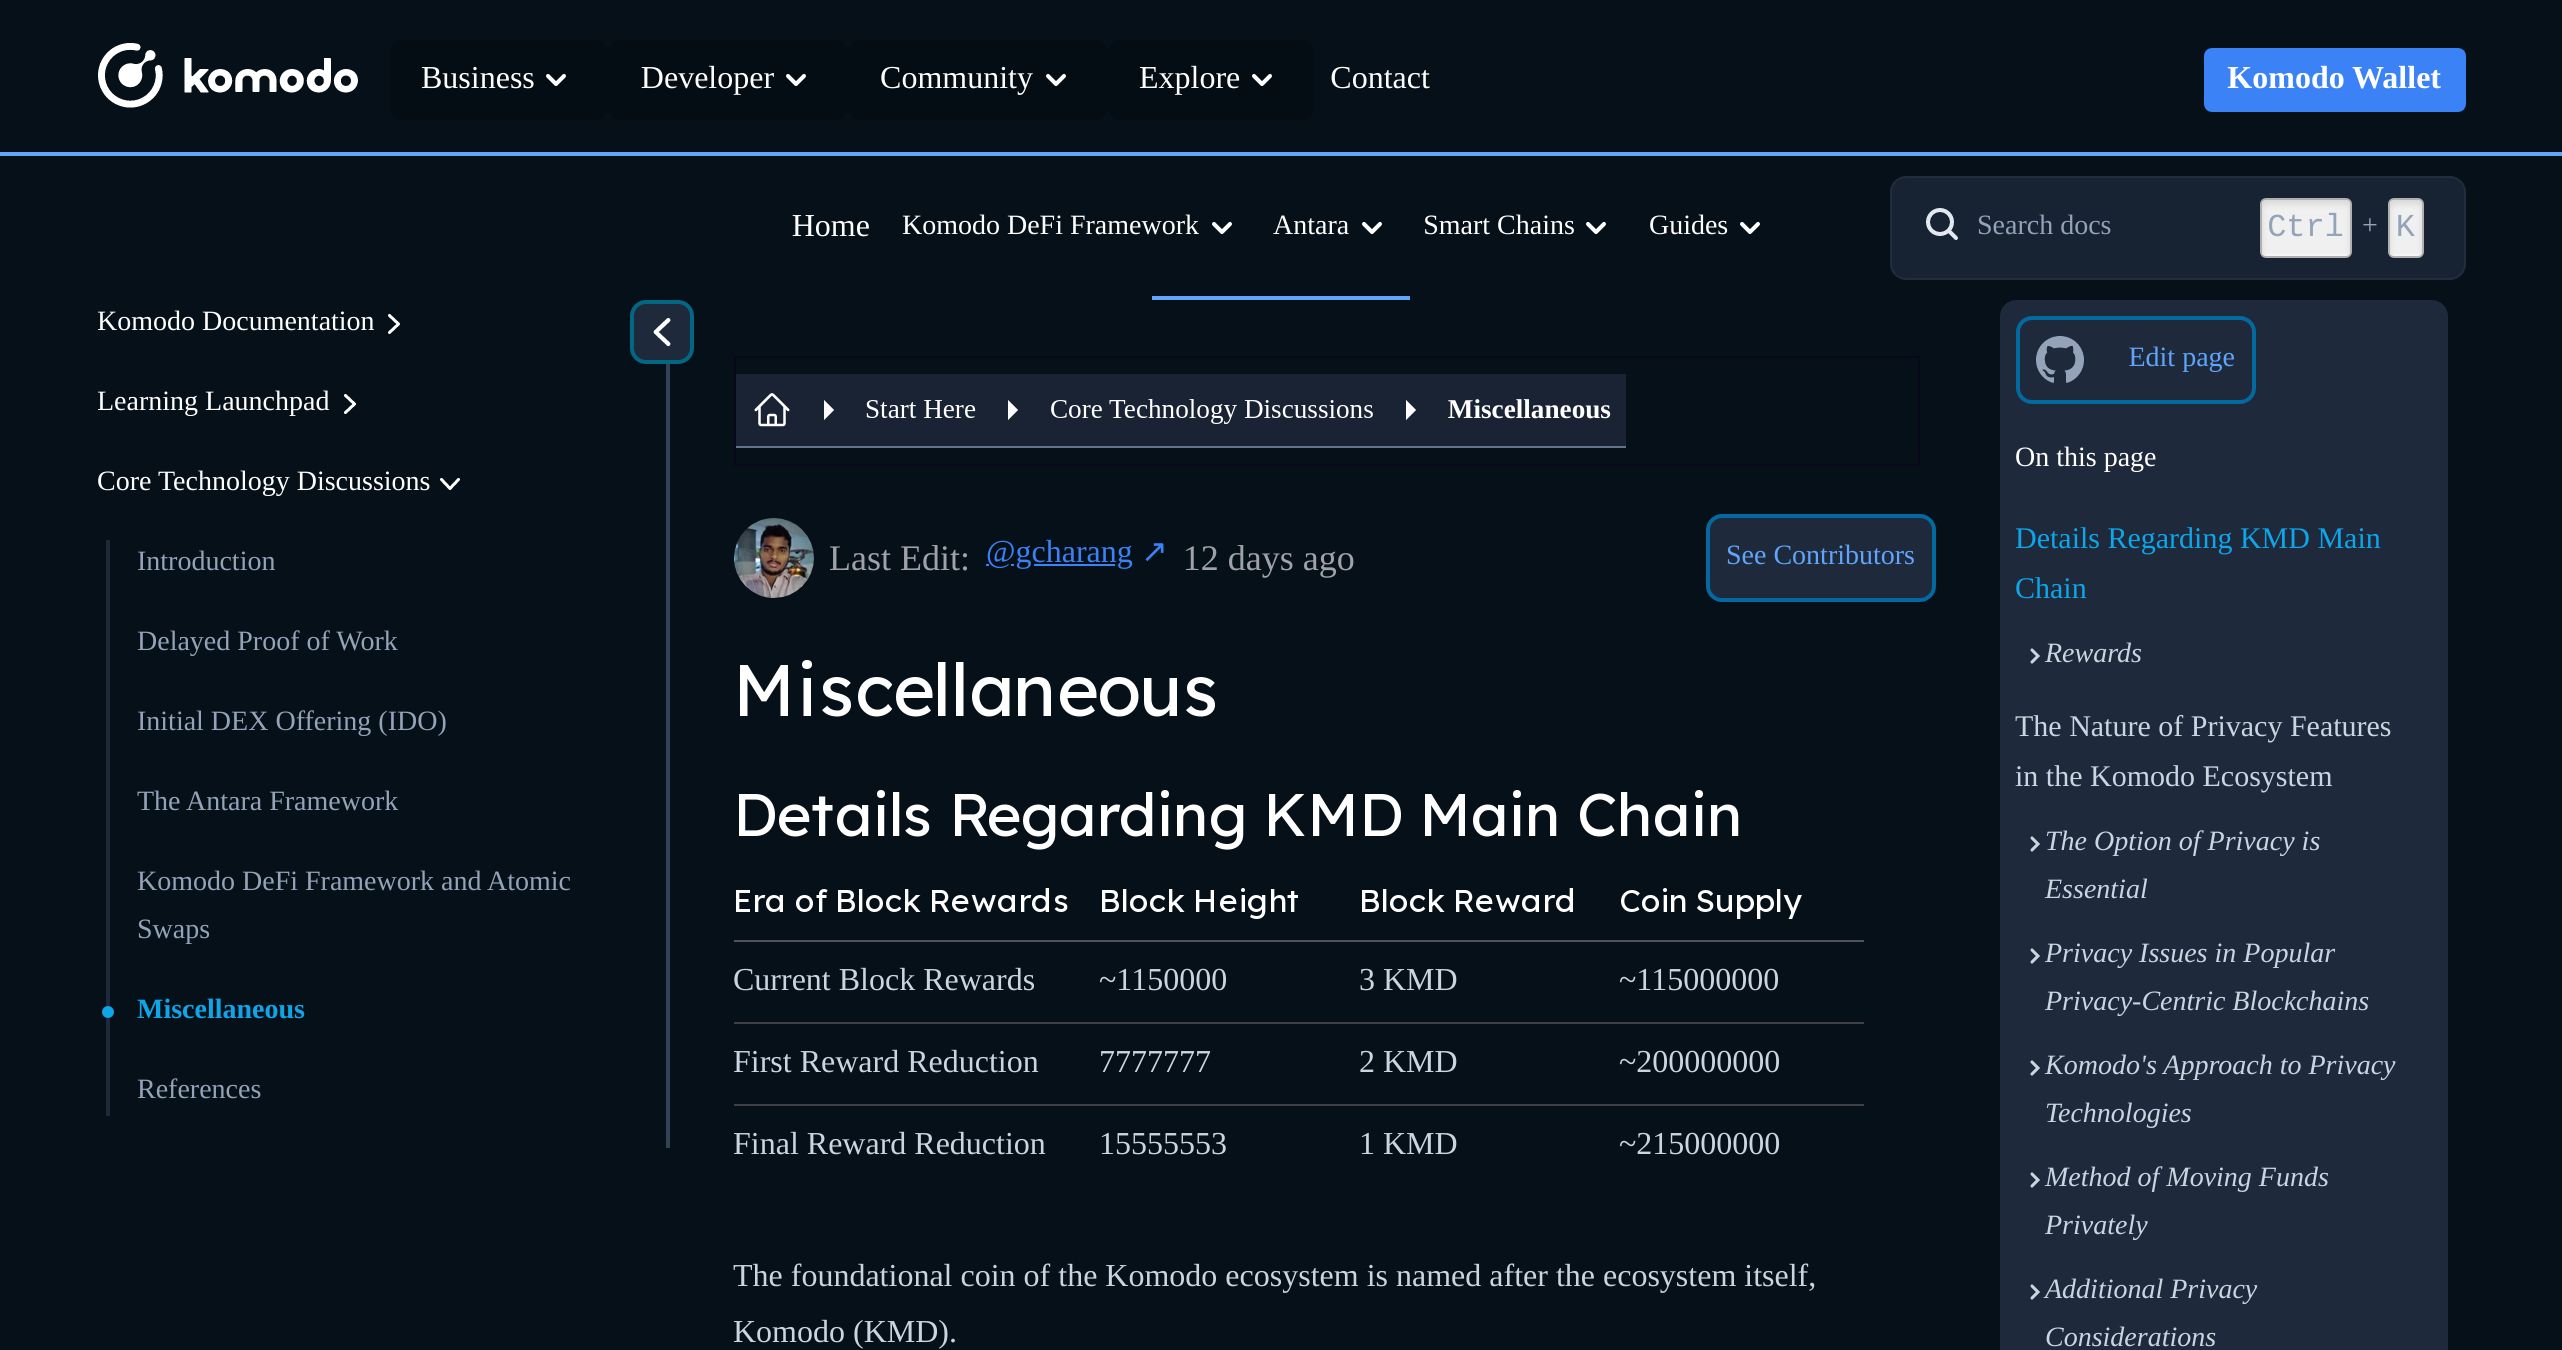 komodo
Business
Developer
Community
Explore
Contact
Komodo Wallet
Home
Komodo DeFi Framework
Antara
Smart Chains
Guides
Search docs
Ctrl + K
Komodo Documentation
Learning Launchpad
Core Technology Discussions
Introduction
Delayed Proof of Work
Initial DEX Offering (IDO)
The Antara Framework
Komodo DeFi Framework and Atomic
Swaps
Miscellaneous
References
Start Here
Core Technology Discussions
Miscellaneous
Last Edit: @gcharang ↗ 12 days ago
See Contributors
Miscellaneous
Details Regarding KMD Main Chain
Era of Block Rewards Block Height Block Reward Coin Supply
Current Block Rewards ~1150000 3 KMD ~115000000
First Reward Reduction 7777777 2 KMD ~200000000
Final Reward Reduction 15555553 1 KMD ~215000000
The foundational coin of the Komodo ecosystem is named after the ecosystem itself,
Komodo (KMD).
Edit page
On this page
Details Regarding KMD Main
Chain
Rewards
The Nature of Privacy Features
in the Komodo Ecosystem
The Option of Privacy is
Essential
Privacy Issues in Popular
Privacy-Centric Blockchains
Komodo's Approach to Privacy
Technologies
Method of Moving Funds
Privately
Additional Privacy
Considerations